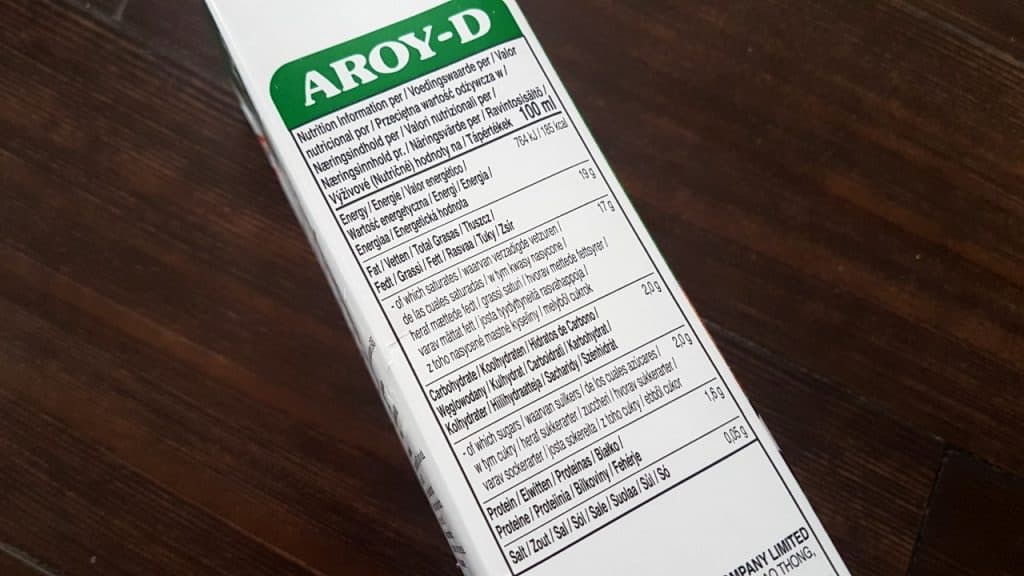 AROY-D
Nutrition Information per / Voedingswaarde per / Valor
nutricional por / Przeciętna wartość odżywcza w /
Næringsindhold per / Valori nutrizionali per /
Næringsinnhold pr. / Näringsvärde per / Ravintosisältö /
Výživové (Nutričné) hodnoty na / Tápértékek 100 ml
Energy / Energie / Valor energético / 764 kJ / 185 kcal
Wartość energetyczna / Energi / Energia /
Energiaa / Energetická hodnota
Fat / Vetten / Total Grasas / Tłuszcz / 19 g
Fedt / Grassi / Fett / Rasvaa / Tuky / Zsír
- of which saturates / waarvan verzadigde vetzuren / 17 g
de las cuales saturadas / w tym kwasy nasycone /
heraf mættede fedt / grassi saturi / hvorav mettede fettsyrer /
varav mättat fett / josta tyydyttyneitä rasvahappoja /
z toho nasycené mastné kyseliny / melyből cukrok
Carbohydrate / Koolhydraten / Hidratos de Carbono / 2,0 g
Węglowodany / Kulhydrat / Carboidrati / Karbohydrat /
Kolhydrater / Hiilihydraatteja / Sacharidy / Szénhidrát
- of which sugars / waarvan suikers / de los cuales azúcares / 2,0 g
w tym cukry / heraf sukkerarter / zuccheri / hvorav sukkerarter /
varav sockerarter / josta sokereita / z toho cukry / ebből cukor
Protein / Eiwitten / Proteínas / Białko / 1,6 g
Proteine / Proteiinia / Bílkoviny / Fehérje
Salt / Zout / Sal / Sól / Sale / Suolaa / Sůl / Só 0,05 g
MPANY LIMITED
AO THONG,